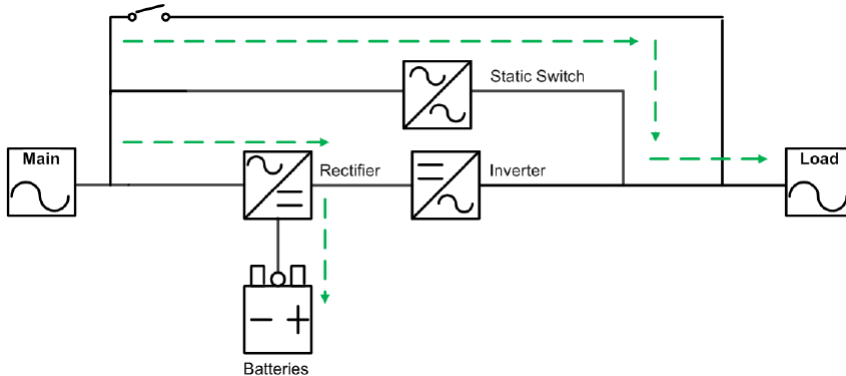 Static Switch
Main
Rectifier
Inverter
Load
Batteries